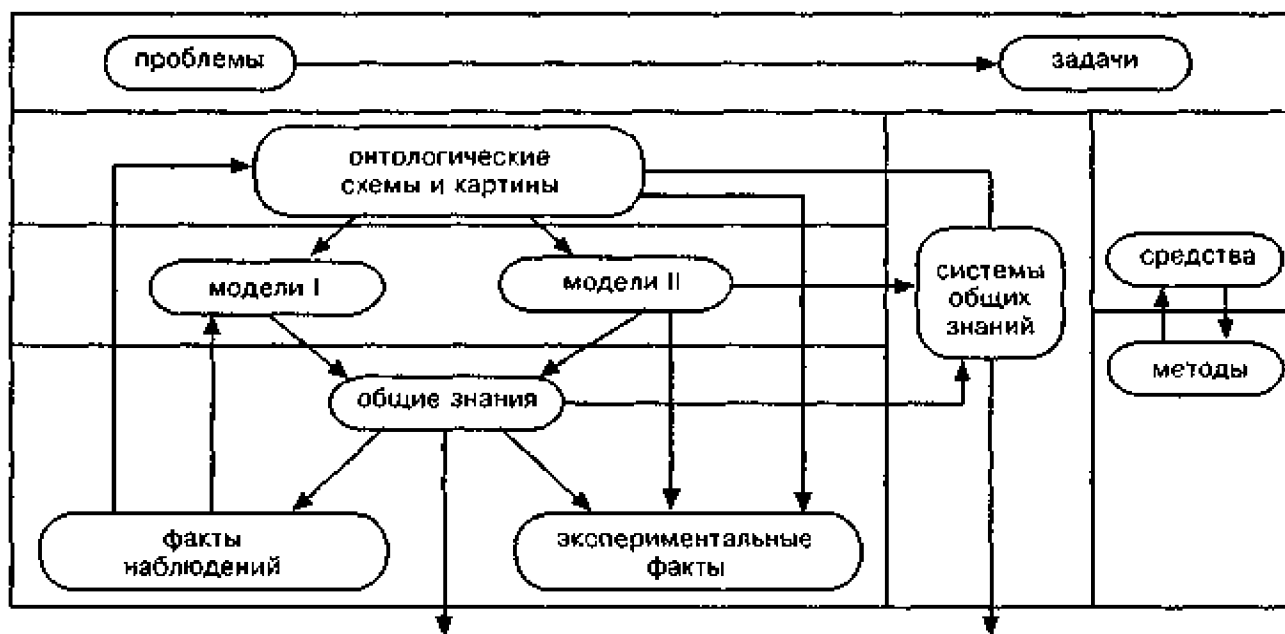 проблемы
задачи
онтологические
схемы и картины
модели I
модели II
системы
общих
знаний
средства
методы
общие знания
факты
наблюдений
экспериментальные
факты